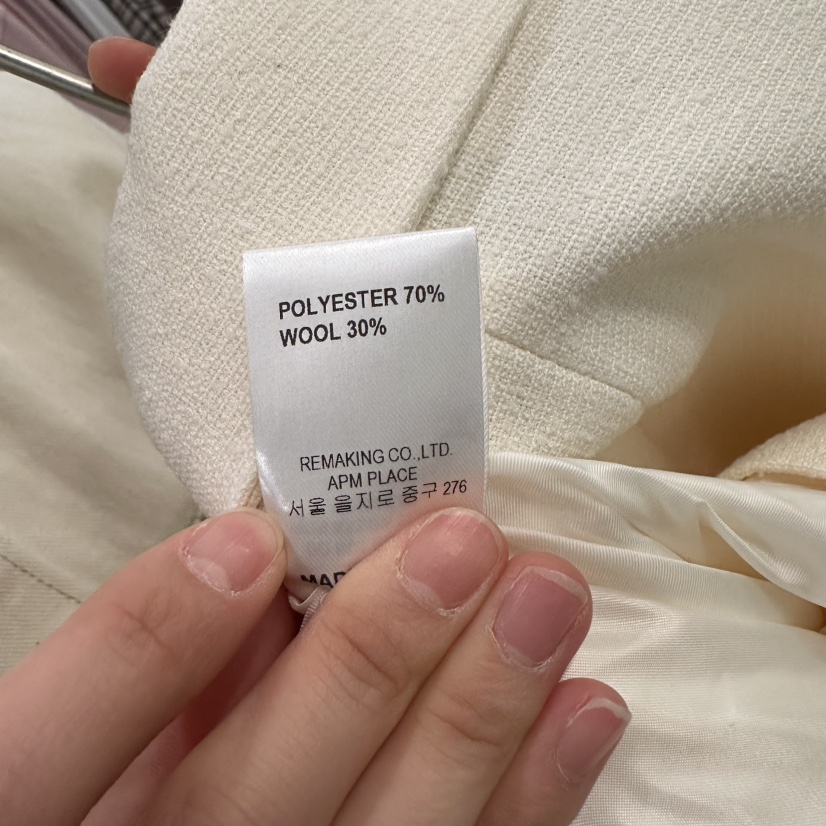 POLYESTER 70%
WOOL 30%
REMAKING CO.,LTD.
APM PLACE
서울 을지로 중구 276